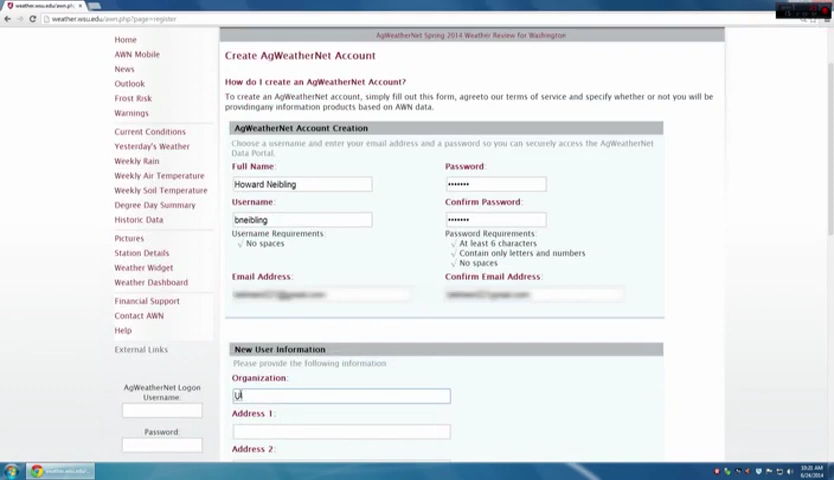 weather.wsu.edu/awn.php?
weather.wsu.edu/awn.php?page=register
Home
AWN Mobile
News
Outlook
Frost Risk
Warnings
Current Conditions
Yesterday's Weather
Weekly Rain
Weekly Air Temperature
Weekly Soil Temperature
Degree Day Summary
Historic Data
Pictures
Station Details
Weather Widget
Weather Dashboard
Financial Support
Contact AWN
Help
External Links
AgWeatherNet Logon
Username:
Password:
AgWeatherNet Spring 2014 Weather Review for Washington
Create AgWeatherNet Account
How do I create an AgWeatherNet Account?
To create an AgWeatherNet account, simply fill out this form, agreeto our terms of service and specify whether or not you will be
providingany information products based on AWN data.
AgWeatherNet Account Creation
Choose a username and enter your email address and a password so you can securely access the AgWeatherNet
Data Portal.
Full Name:
Howard Neibling
Username:
bneibling
Username Requirements:
√ No spaces
Password:
•••••••
Confirm Password:
•••••••
Password Requirements:
√ At least 6 characters
√ Contain only letters and numbers
√ No spaces
Email Address:
Confirm Email Address:
New User Information
Please provide the following information
Organization:
U
Address 1:
Address 2:
weather.wsu.edu/
10:21 AM
6/24/2014